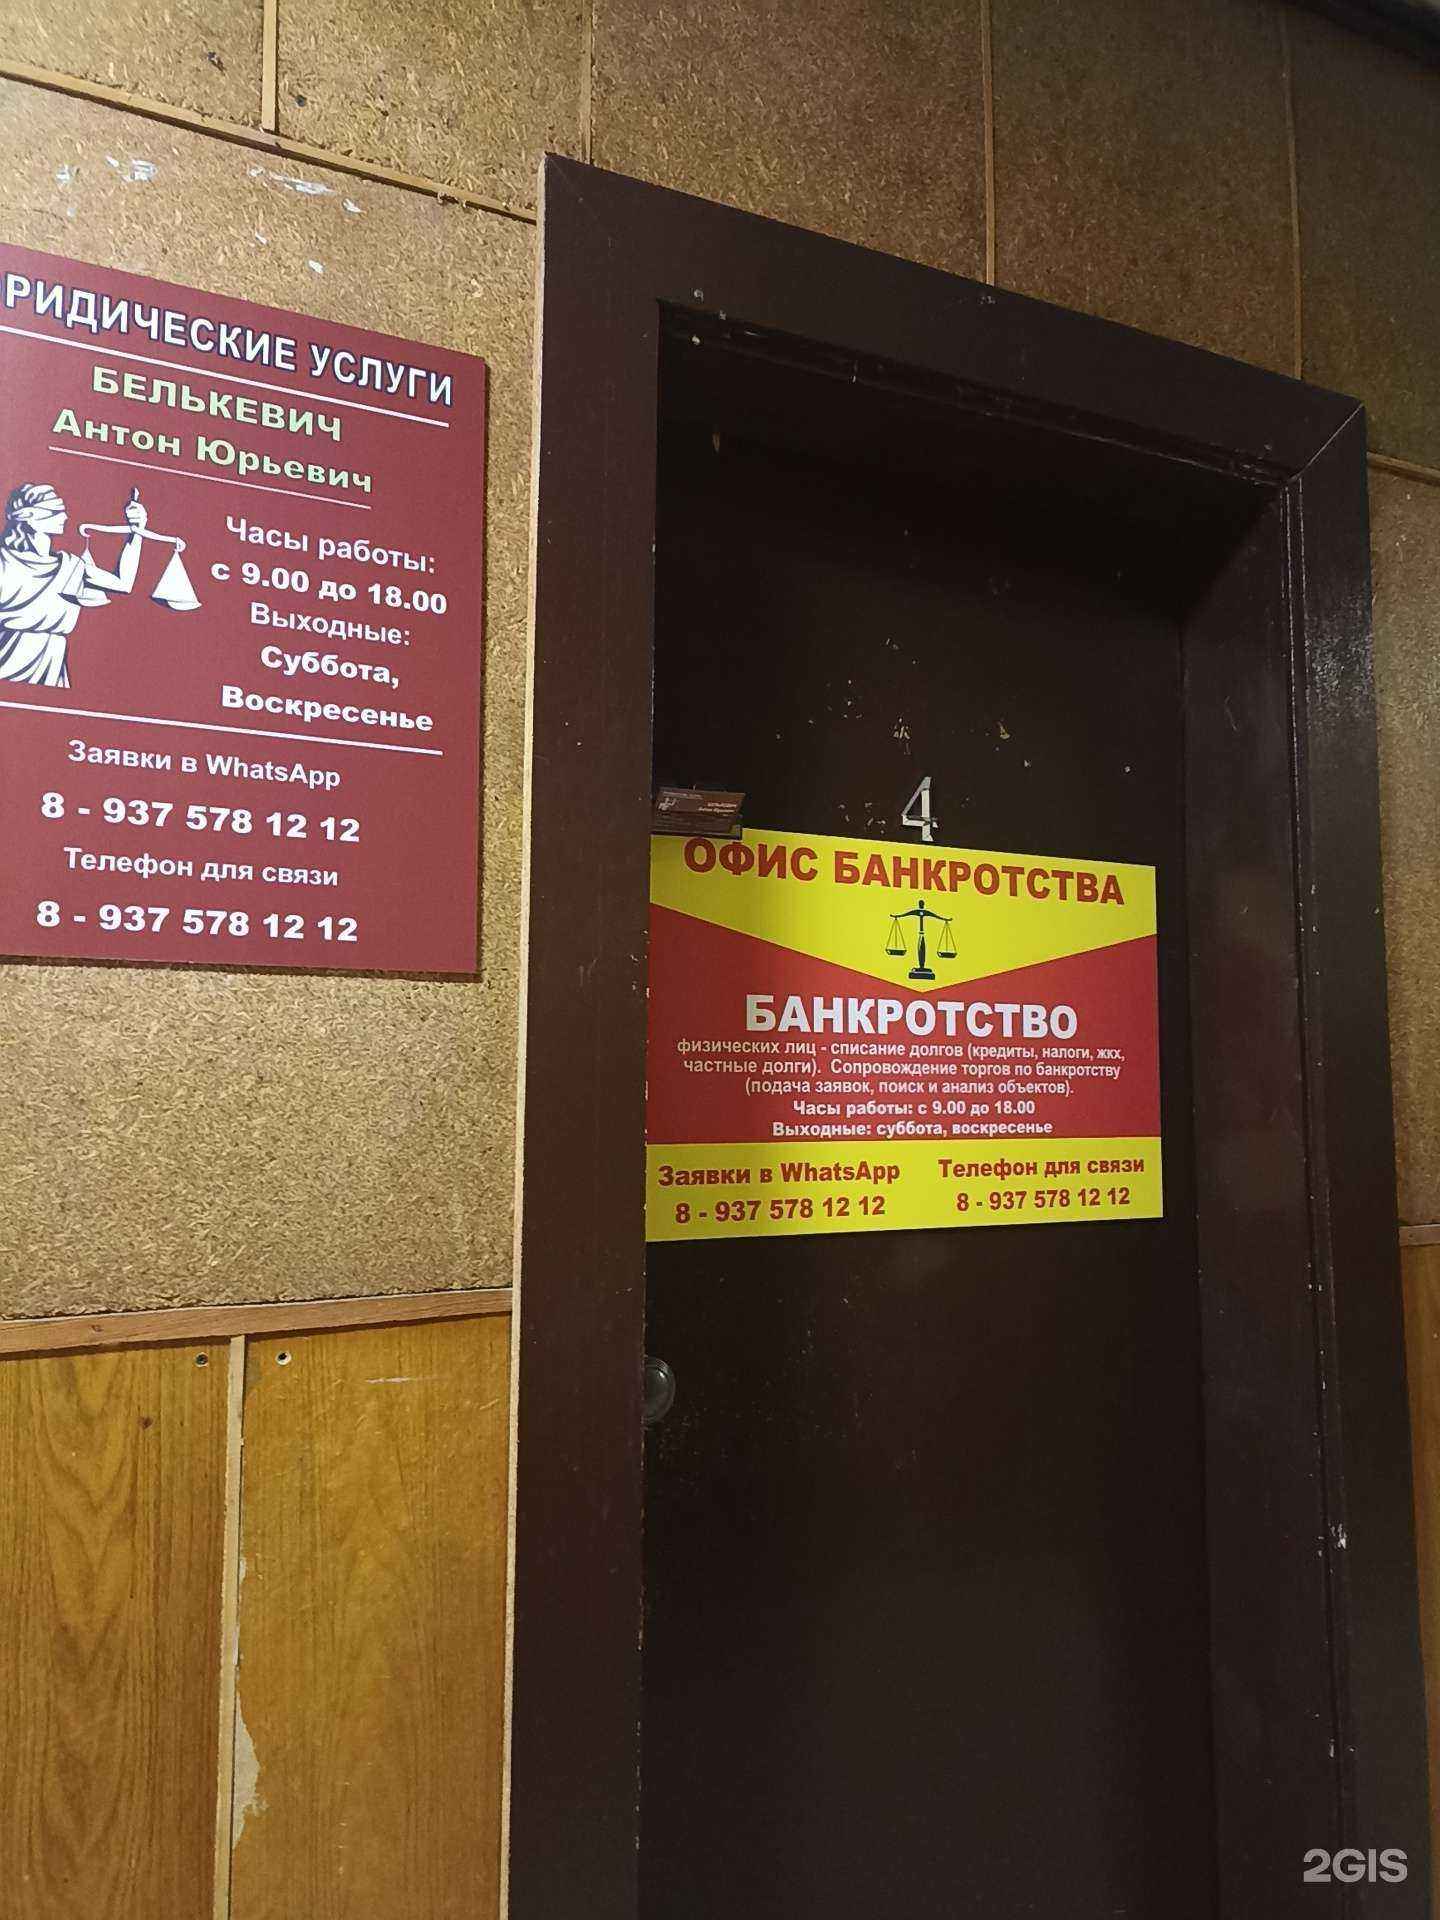 ЮРИДИЧЕСКИЕ УСЛУГИ
БЕЛЬКЕВИЧ
Антон Юрьевич
Часы работы:
с 9.00 до 18.00
Выходные:
Суббота,
Воскресенье
Заявки в WhatsApp
8 - 937 578 12 12
Телефон для связи
8 - 937 578 12 12
4
ОФИС БАНКРОТСТВА
БАНКРОТСТВО
физических лиц - списание долгов (кредиты, налоги, жкх,
частные долги). Сопровождение торгов по банкротству
(подача заявок, поиск и анализ объектов).
Часы работы: с 9.00 до 18.00
Выходные: суббота, воскресенье
Заявки в WhatsApp
8 - 937 578 12 12
Телефон для связи
8 - 937 578 12 12
2GIS